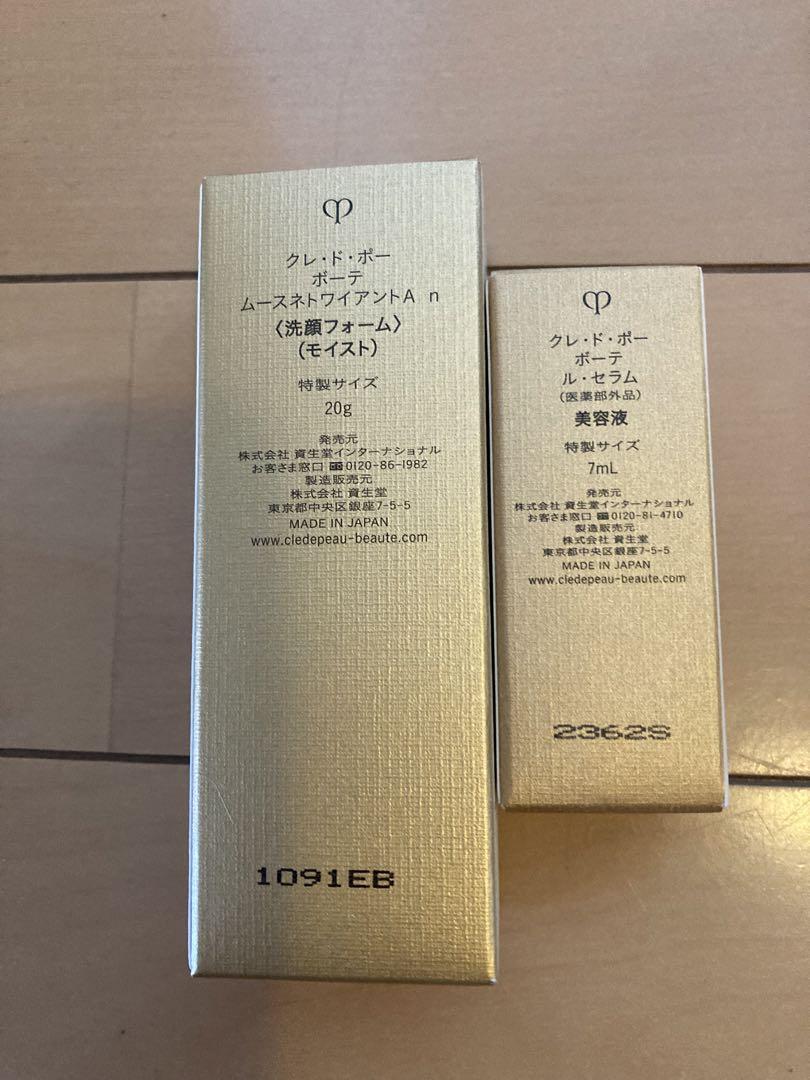 クレ・ド・ポー
ボーテ
ムースネトワイアントA n
〈洗顔フォーム〉
(モイスト)
特製サイズ
20g
発売元
株式会社 資生堂インターナショナル
お客さま窓口 0120-86-1982
製造販売元
株式会社 資生堂
東京都中央区銀座7-5-5
MADE IN JAPAN
www.cledepeau-beaute.com
1091EB
クレ・ド・ポー
ボーテ
ル・セラム
(医薬部外品)
美容液
特製サイズ
7mL
発売元
株式会社 資生堂インターナショナル
お客さま窓口 0120-81-4710
製造販売元
株式会社 資生堂
東京都中央区銀座7-5-5
MADE IN JAPAN
www.cledepeau-beaute.com
2362S